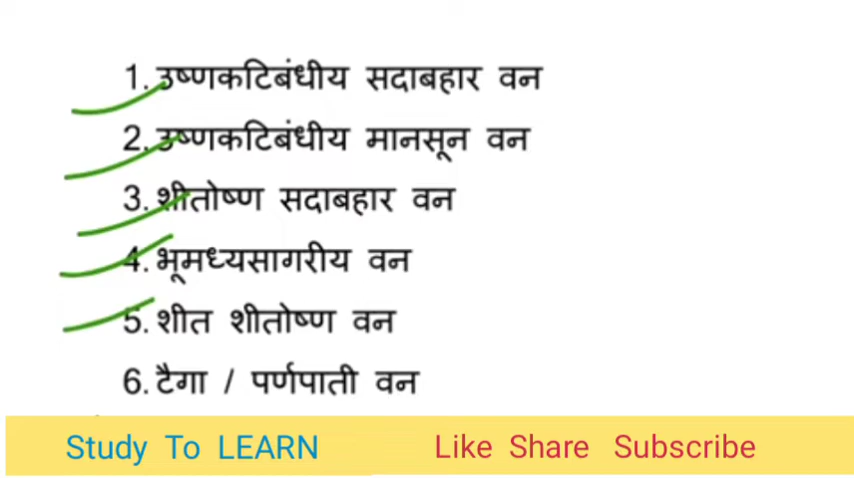 1. उष्णकटिबंधीय सदाबहार वन
2. उष्णकटिबंधीय मानसून वन
3. शीतोष्ण सदाबहार वन
4. भूमध्यसागरीय वन
5. शीत शीतोष्ण वन
6. टैगा / पर्णपाती वन
Study To LEARN Like Share Subscribe